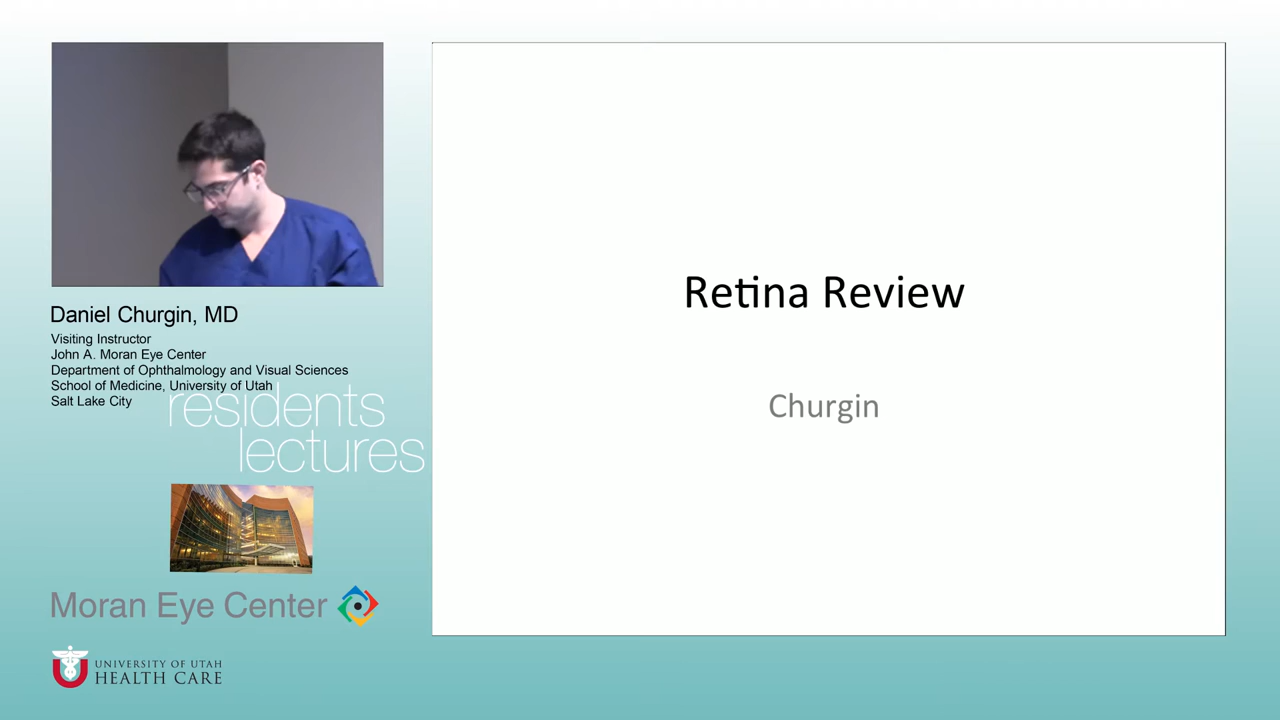 Daniel Churgin, MD
Visiting Instructor
John A. Moran Eye Center
Department of Ophthalmology and Visual Sciences
School of Medicine, University of Utah
Salt Lake City
residents
lectures
Moran Eye Center
UNIVERSITY OF UTAH
HEALTH CARE
Retina Review
Churgin